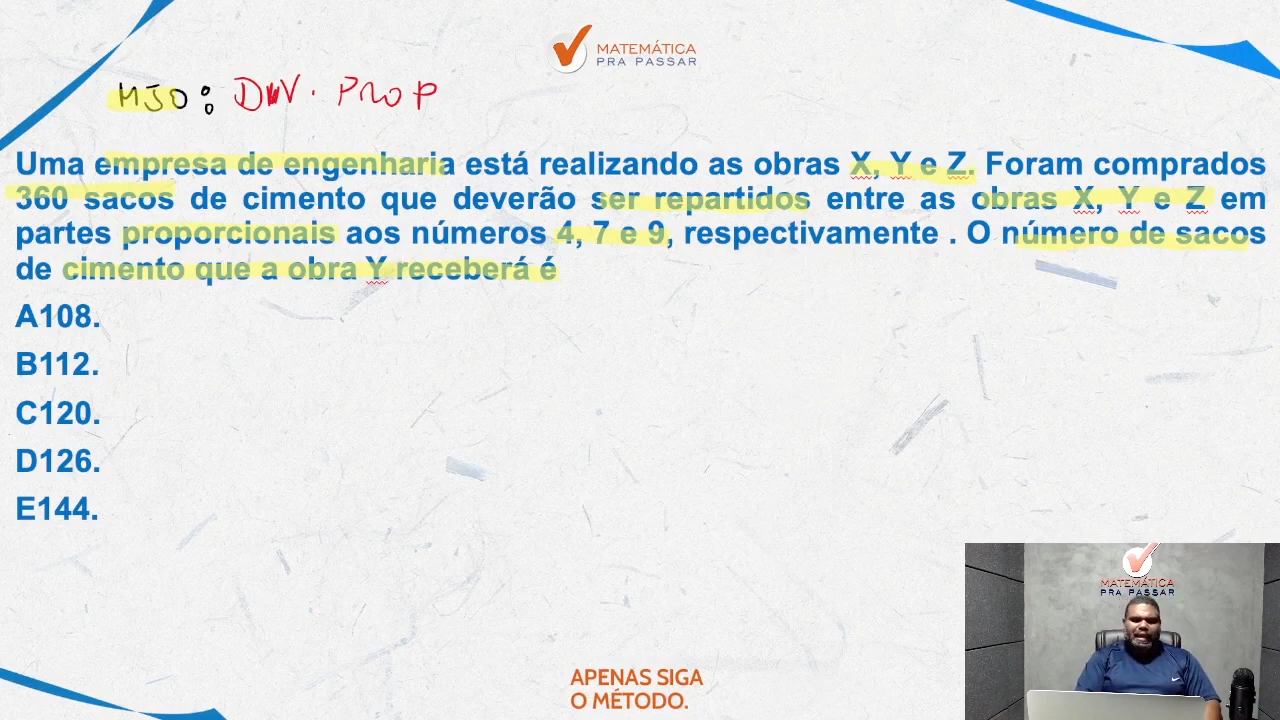 MATEMÁTICA
PRA PASSAR
MJO: DIV. PROP
Uma empresa de engenharia está realizando as obras X, Y e Z. Foram comprados
360 sacos de cimento que deverão ser repartidos entre as obras X, Y e Z em
partes proporcionais aos números 4, 7 e 9, respectivamente . O número de sacos
de cimento que a obra Y receberá é
A108.
B112.
C120.
D126.
E144.
MATEMÁTICA
PRA PASSAR
APENAS SIGA
O MÉTODO.